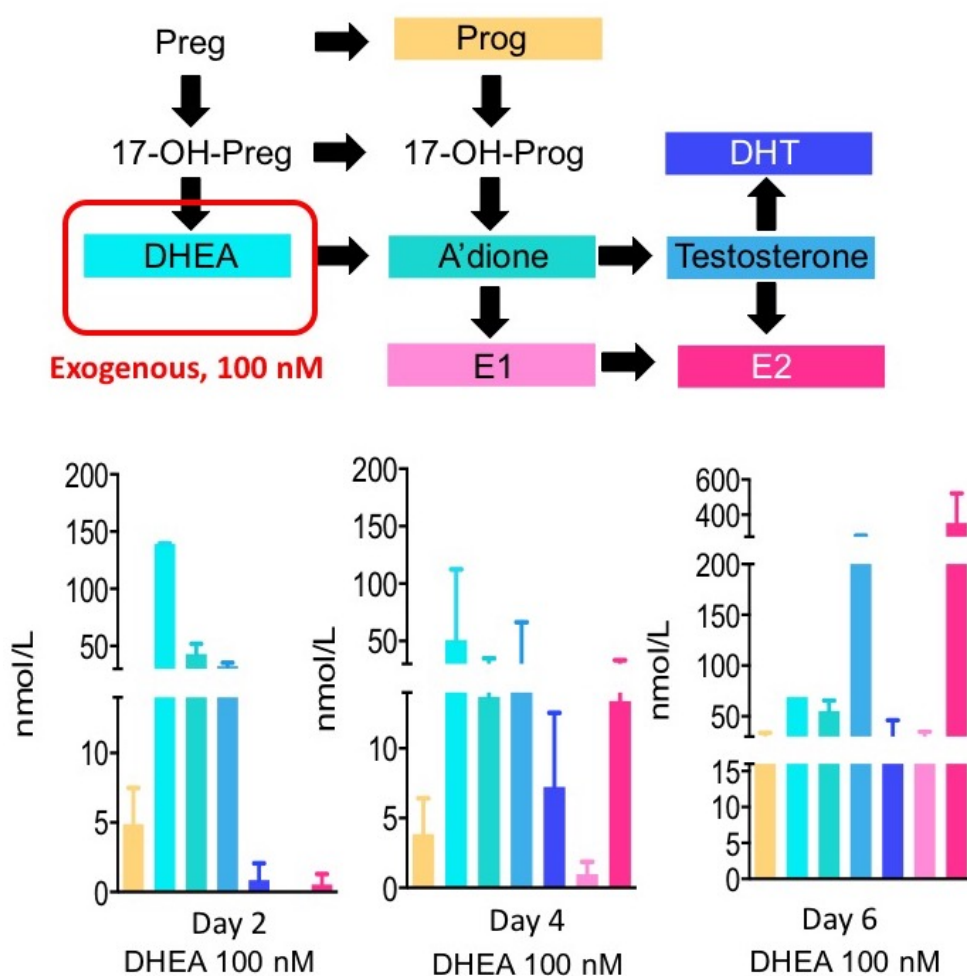 Preg
Prog
17-OH-Preg
17-OH-Prog
DHT
DHEA
A'dione
Testosterone
Exogenous, 100 nM
E1
E2
nmol/L
200
150
100
50
10
5
0
Day 2
DHEA 100 nM
nmol/L
200
150
100
50
10
5
0
Day 4
DHEA 100 nM
nmol/L
600
400
200
150
100
50
15
10
5
0
Day 6
DHEA 100 nM